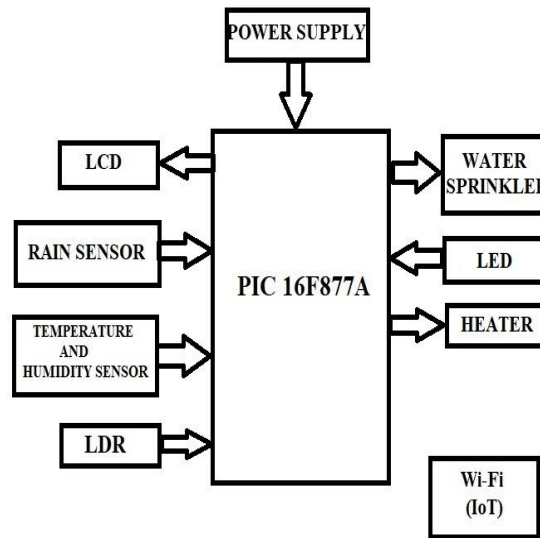 POWER SUPPLY
LCD
WATER
SPRINKLER
RAIN SENSOR
PIC 16F877A
LED
TEMPERATURE
AND
HUMIDITY SENSOR
HEATER
LDR
Wi-Fi
(IoT)